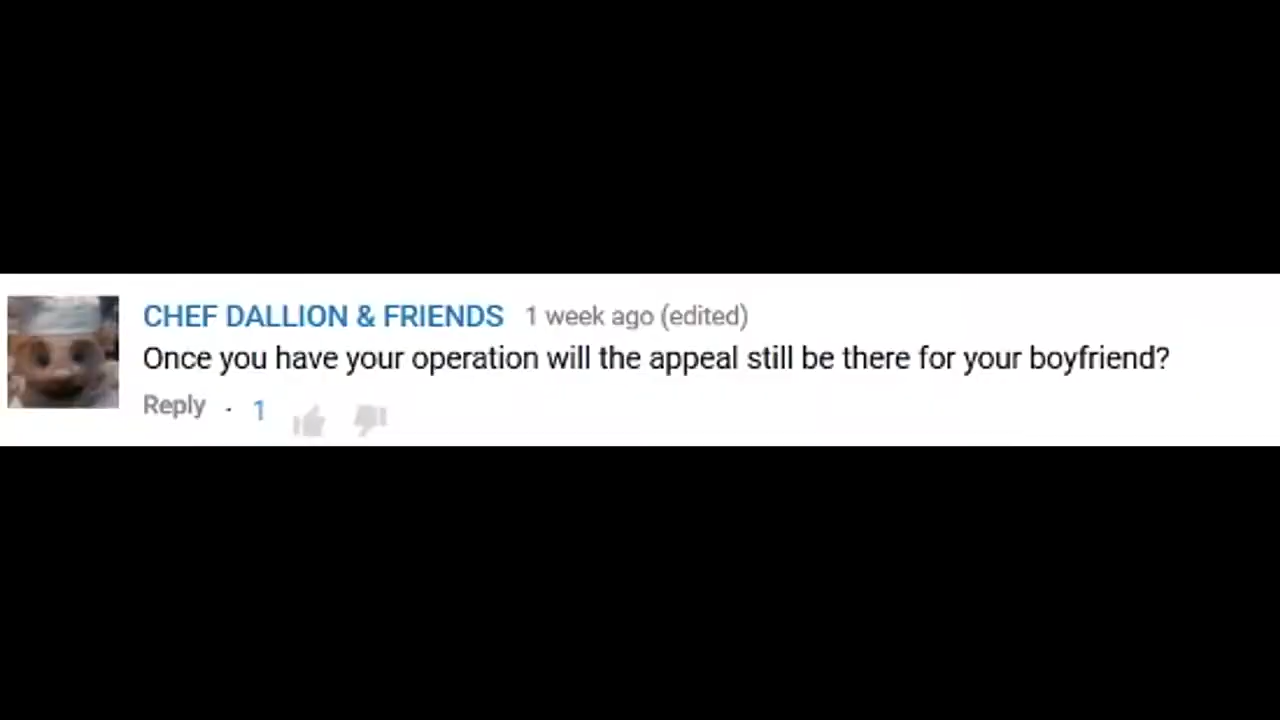 CHEF DALLION & FRIENDS 1 week ago (edited)
Once you have your operation will the appeal still be there for your boyfriend?
Reply · 1